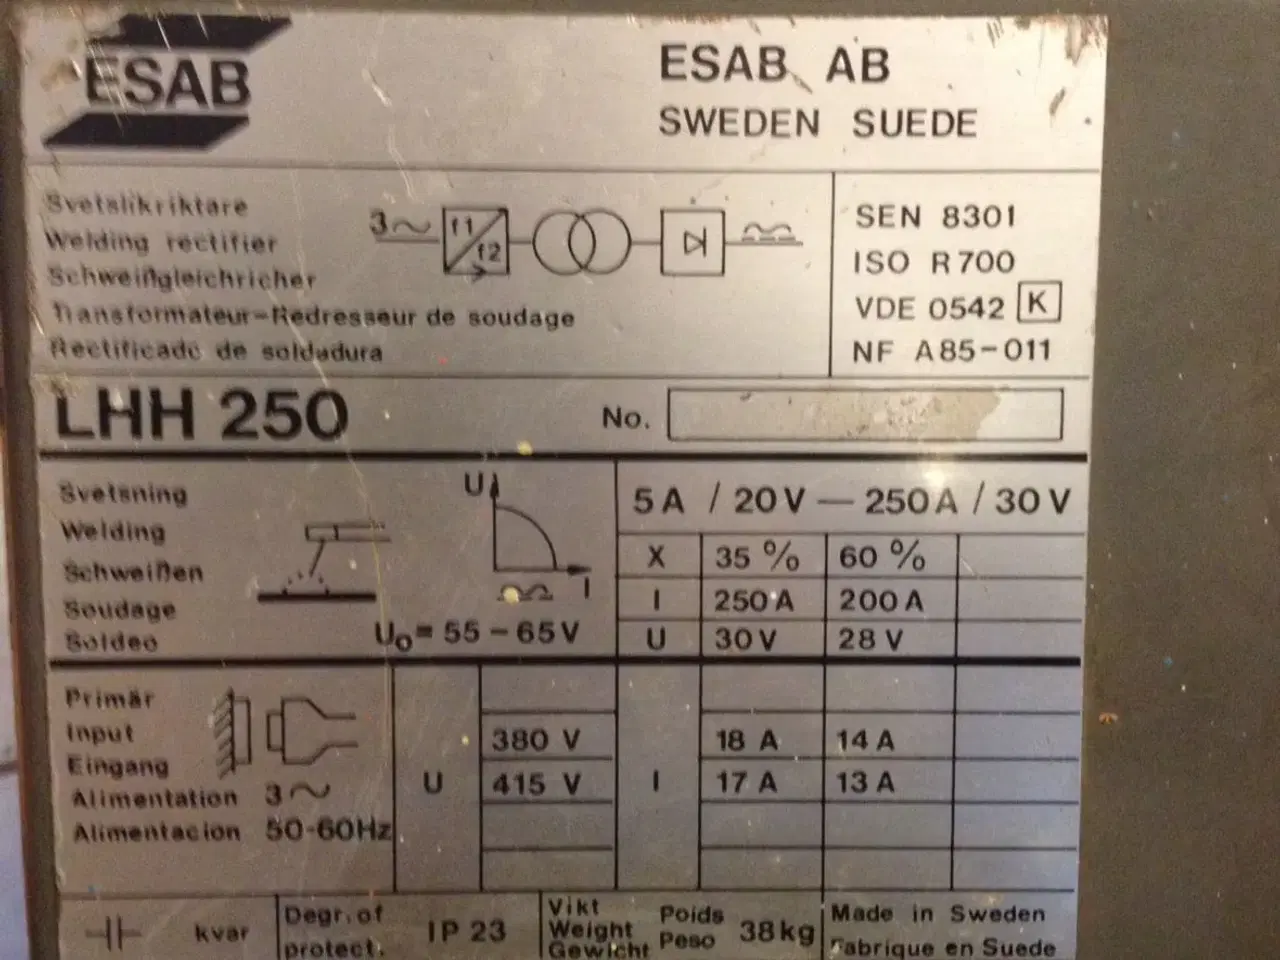 ESAB
ESAB AB
SWEDEN SUEDE
Svetslikriktare
Welding rectifier
Schweißgleichricher
Transformateur-Redresseur de soudage
Rectificado de soldadura
3~ f1 f2
SEN 8301
ISO R 700
VDE 0542 K
NF A85-011
LHH 250
No.
Svetsning
Welding
Schweißen
Soudage
Soldeo
U
I
U₀= 55 - 65 V
5 A / 20 V — 250 A / 30 V
X 35 % 60 %
I 250 A 200 A
U 30 V 28 V
Primär
Input
Eingang
Alimentation 3~
Alimentacion 50-60Hz
U
380 V
415 V
I
18 A 14 A
17 A 13 A
kvar
Degr. of
protect.
IP 23
Vikt
Weight
Gewicht
Poids
Peso
38 kg
Made in Sweden
Fabrique en Suede